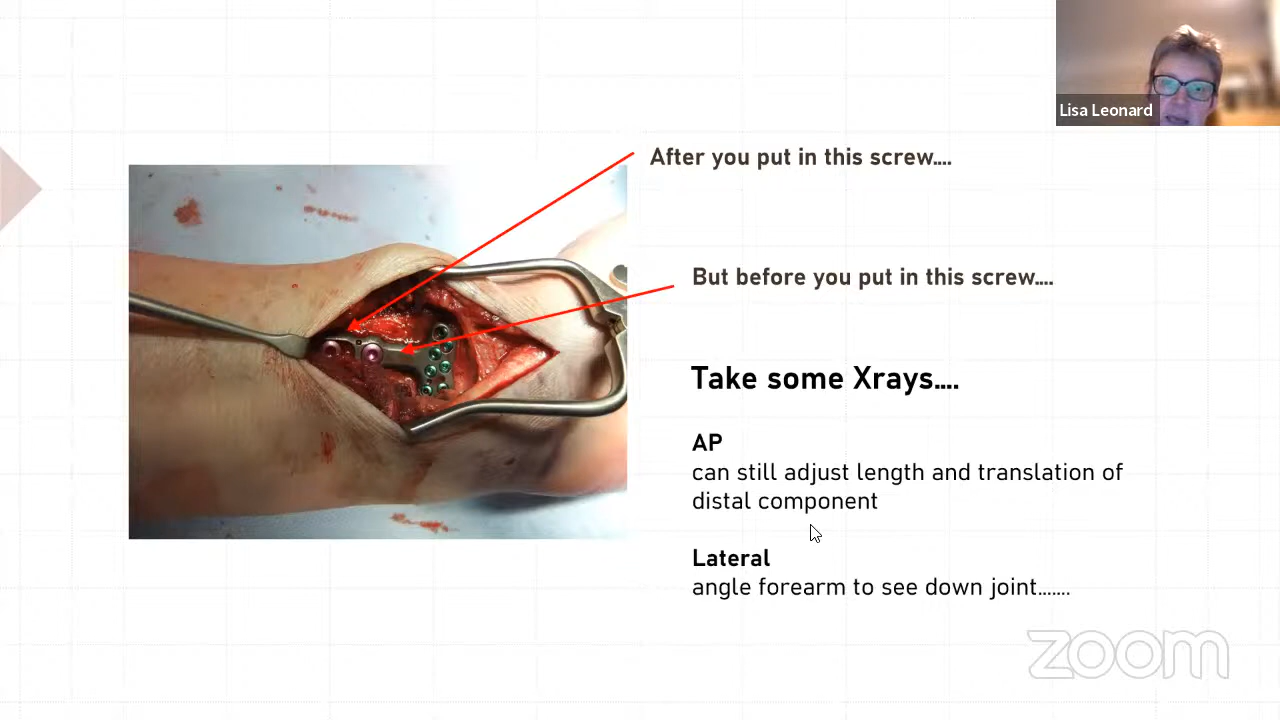 Lisa Leonard
After you put in this screw....
But before you put in this screw....
Take some Xrays....
AP
can still adjust length and translation of
distal component
Lateral
angle forearm to see down joint.......
zoom